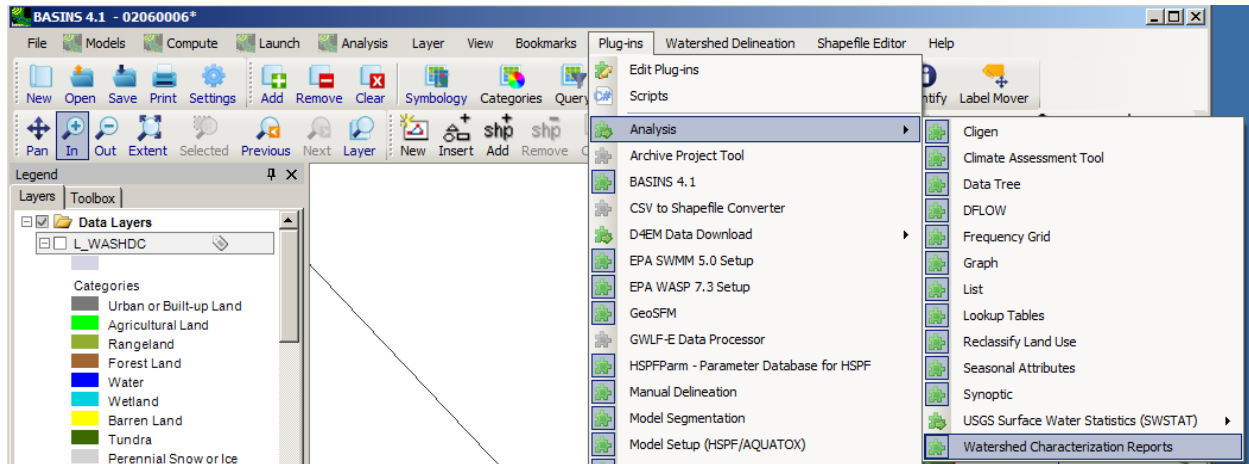 BASINS 4.1 - 02060006*
File Models Compute Launch Analysis Layer View Bookmarks Plug-ins Watershed Delineation Shapefile Editor Help
New Open Save Print Settings Add Remove Clear Symbology Categories Query ntify Label Mover
shp shp
Pan In Out Extent Selected Previous Next Layer New Insert Add Remove
Legend
Layers Toolbox
Data Layers
L_WASHDC
Categories
Urban or Built-up Land
Agricultural Land
Rangeland
Forest Land
Water
Wetland
Barren Land
Tundra
Perennial Snow or Ice
Edit Plug-ins
C#
Scripts
Analysis
Archive Project Tool
BASINS 4.1
CSV to Shapefile Converter
D4EM Data Download
EPA SWMM 5.0 Setup
EPA WASP 7.3 Setup
GeoSFM
GWLF-E Data Processor
HSPFParm - Parameter Database for HSPF
Manual Delineation
Model Segmentation
Model Setup (HSPF/AQUATOX)
Cligen
Climate Assessment Tool
Data Tree
DFLOW
Frequency Grid
Graph
List
Lookup Tables
Reclassify Land Use
Seasonal Attributes
Synoptic
USGS Surface Water Statistics (SWSTAT)
Watershed Characterization Reports